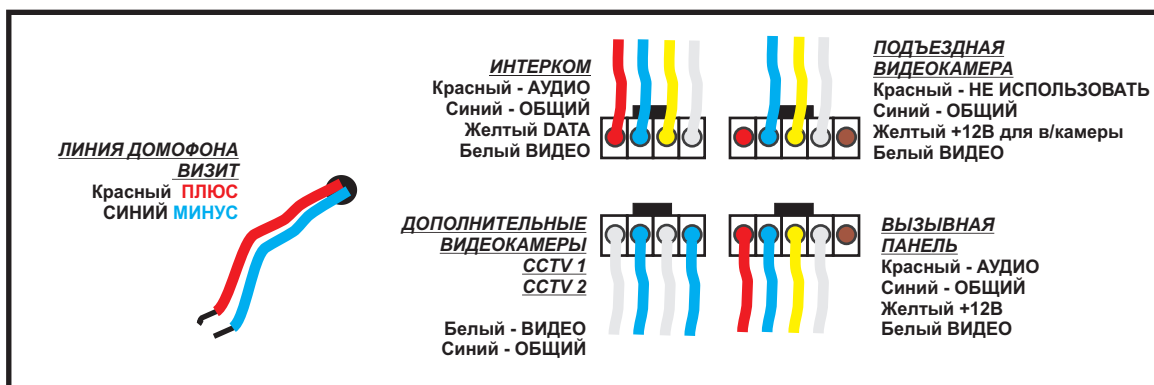 ЛИНИЯ ДОМОФОНА
ВИЗИТ
Красный ПЛЮС
СИНИЙ МИНУС
ИНТЕРКОМ
Красный - АУДИО
Синий - ОБЩИЙ
Желтый DATA
Белый ВИДЕО
ПОДЪЕЗДНАЯ
ВИДЕОКАМЕРА
Красный - НЕ ИСПОЛЬЗОВАТЬ
Синий - ОБЩИЙ
Желтый +12В для в/камеры
Белый ВИДЕО
ДОПОЛНИТЕЛЬНЫЕ
ВИДЕОКАМЕРЫ
CCTV 1
CCTV 2
Белый - ВИДЕО
Синий - ОБЩИЙ
ВЫЗЫВНАЯ
ПАНЕЛЬ
Красный - АУДИО
Синий - ОБЩИЙ
Желтый +12В
Белый ВИДЕО